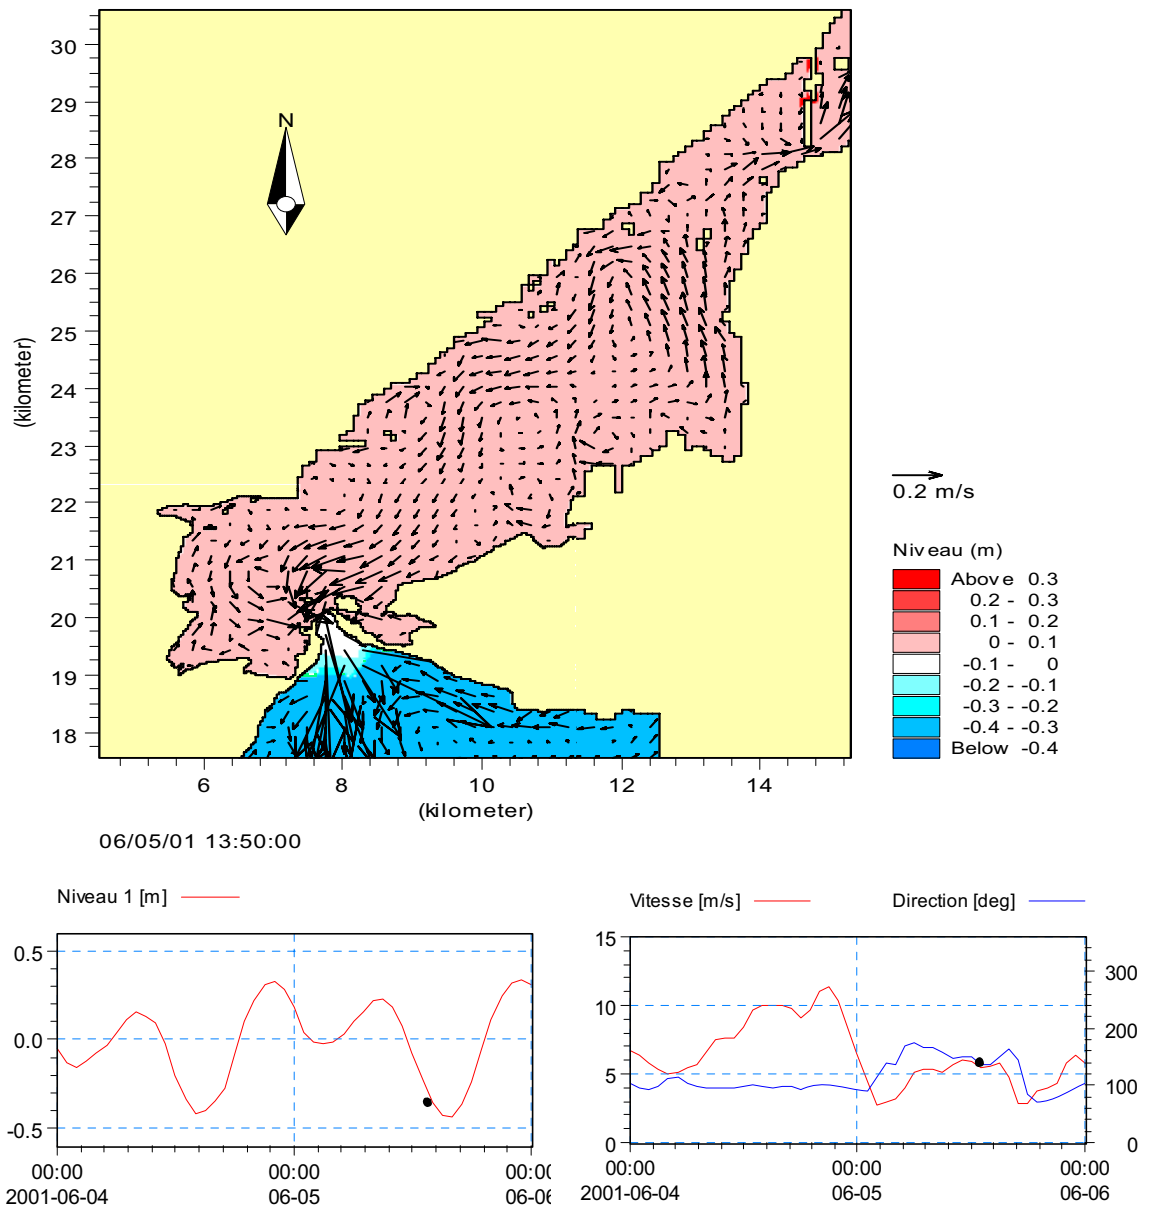 30
29
28
27
26
25
24
23
22
21
20
19
18
(kilometer)
N
6 8 10 12 14
(kilometer)
0.2 m/s
Niveau (m)
Above 0.3
0.2 - 0.3
0.1 - 0.2
0 - 0.1
-0.1 - 0
-0.2 - -0.1
-0.3 - -0.2
-0.4 - -0.3
Below -0.4
06/05/01 13:50:00
Niveau 1 [m]
0.5
0.0
-0.5
00:00 00:00 00:00
2001-06-04 06-05 06-06
Vitesse [m/s] Direction [deg]
15
10
5
0
300
200
100
0
00:00 00:00 00:00
2001-06-04 06-05 06-06